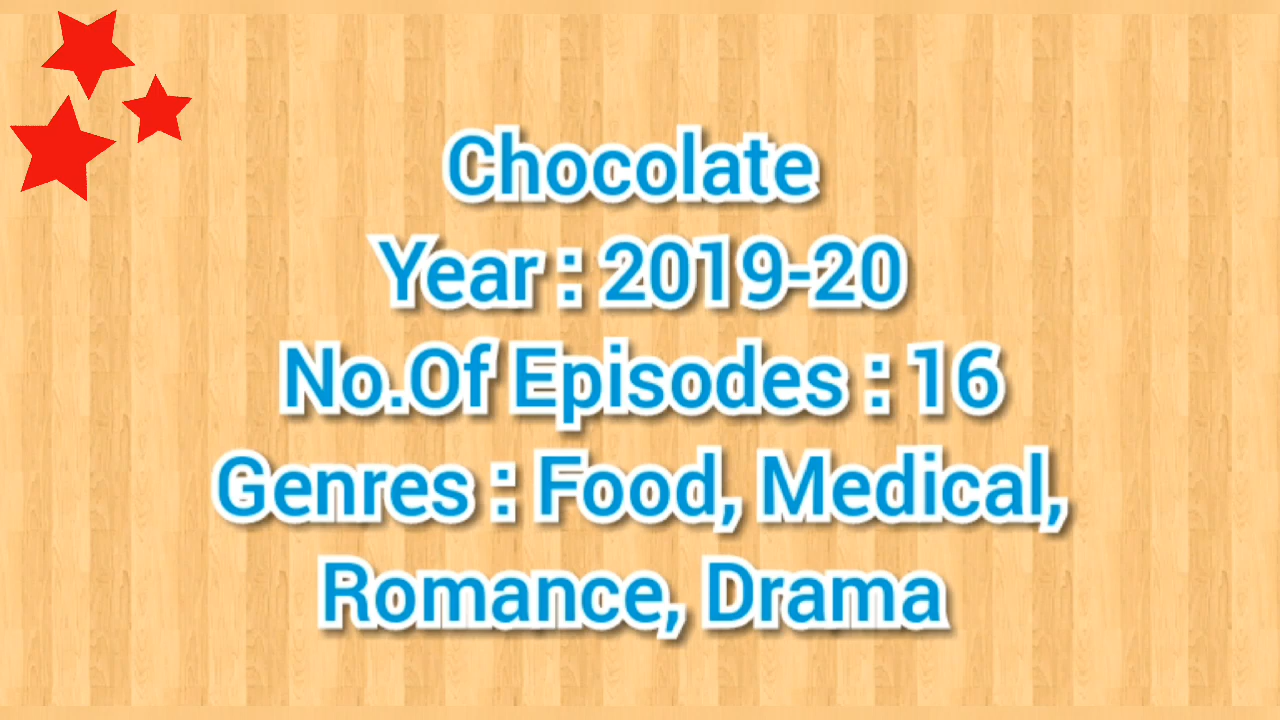 Chocolate
Year : 2019-20
No.Of Episodes : 16
Genres : Food, Medical,
Romance, Drama